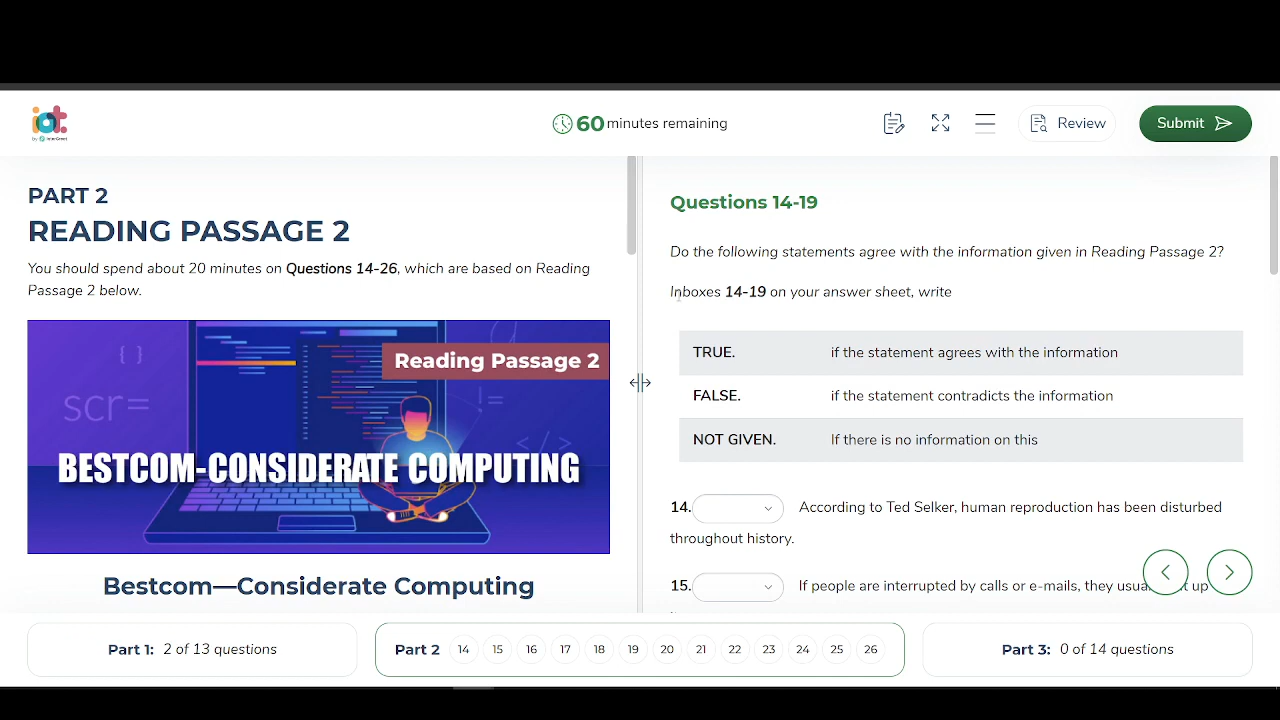 iot
by InterGreat
60 minutes remaining
Review
Submit
PART 2
READING PASSAGE 2
You should spend about 20 minutes on Questions 14-26, which are based on Reading
Passage 2 below.
{ }
scr=
!=
</>
Reading Passage 2
BESTCOM-CONSIDERATE COMPUTING
Bestcom—Considerate Computing
Questions 14-19
Do the following statements agree with the information given in Reading Passage 2?
Inboxes 14-19 on your answer sheet, write
TRUE. if the statement agrees with the information
FALSE. if the statement contradicts the information
NOT GIVEN. If there is no information on this
14. According to Ted Selker, human reproduction has been disturbed
throughout history.
15. If people are interrupted by calls or e-mails, they up
Part 1: 2 of 13 questions
Part 2 14 15 16 17 18 19 20 21 22 23 24 25 26
Part 3: 0 of 14 questions